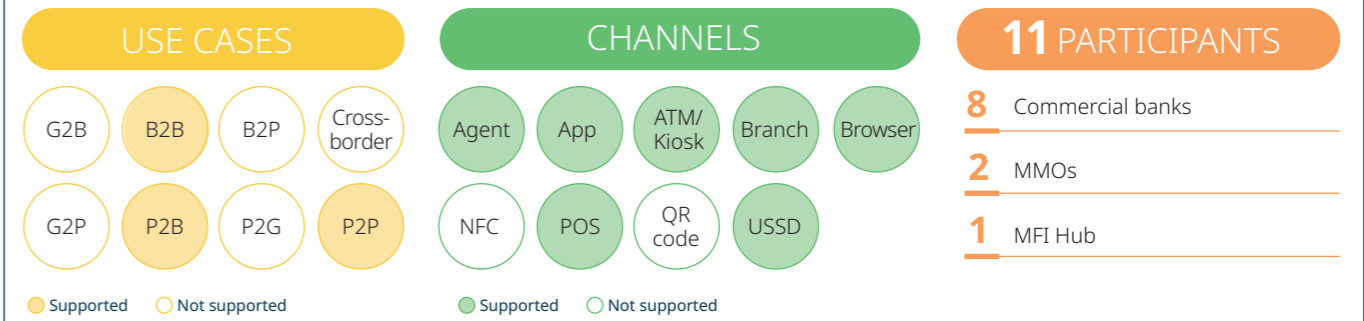 USE CASES
G2B
B2B
B2P
Cross-
border
G2P
P2B
P2G
P2P
Supported
Not supported
CHANNELS
Agent
App
ATM/
Kiosk
Branch
Browser
NFC
POS
QR
code
USSD
Supported
Not supported
11 PARTICIPANTS
8 Commercial banks
2 MMOs
1 MFI Hub